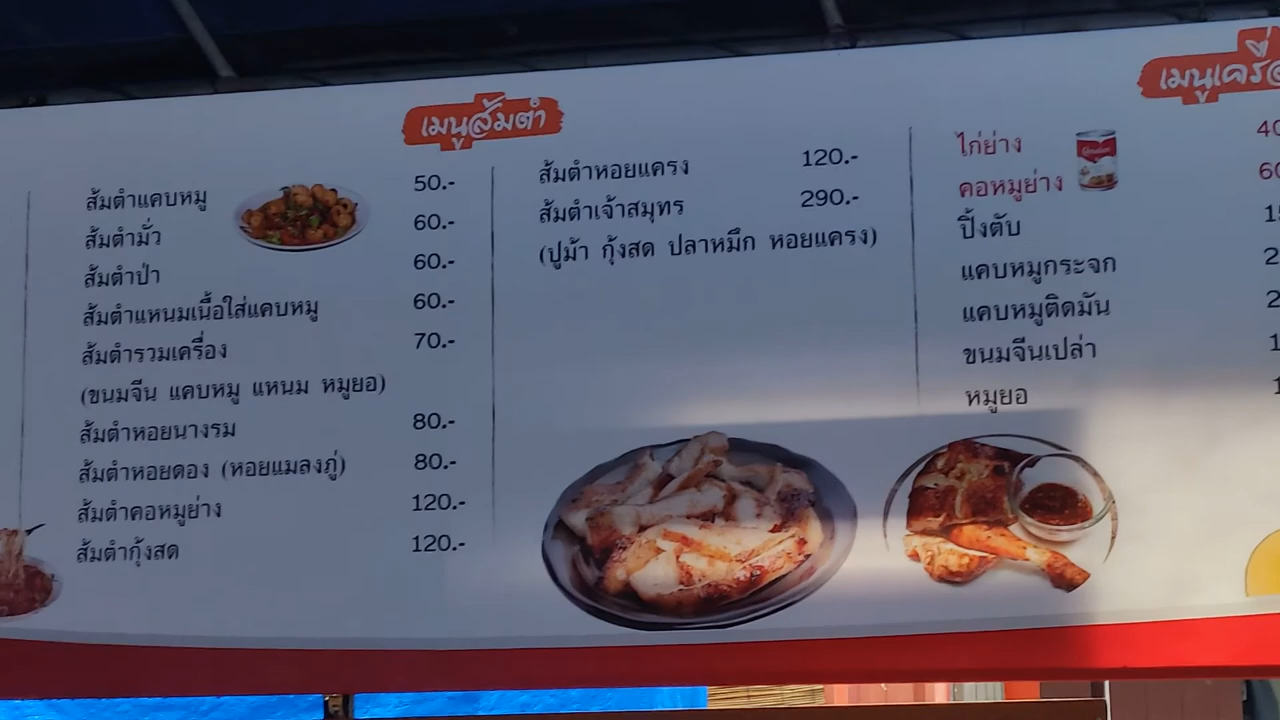 เมนูส้มตำ
ส้มตำแคบหมู 50.-
ส้มตำมั่ว 60.-
ส้มตำป่า 60.-
ส้มตำแหนมเนื้อใส่แคบหมู 60.-
ส้มตำรวมเครื่อง 70.-
(ขนมจีน แคบหมู แหนม หมูยอ)
ส้มตำหอยนางรม 80.-
ส้มตำหอยดอง (หอยแมลงภู่) 80.-
ส้มตำคอหมูย่าง 120.-
ส้มตำกุ้งสด 120.-
ส้มตำหอยแครง 120.-
ส้มตำเจ้าสมุทร 290.-
(ปูม้า กุ้งสด ปลาหมึก หอยแครง)
ไก่ย่าง
คอหมูย่าง
ปิ้งตับ
แคบหมูกระจก
แคบหมูติดมัน
ขนมจีนเปล่า
หมูยอ